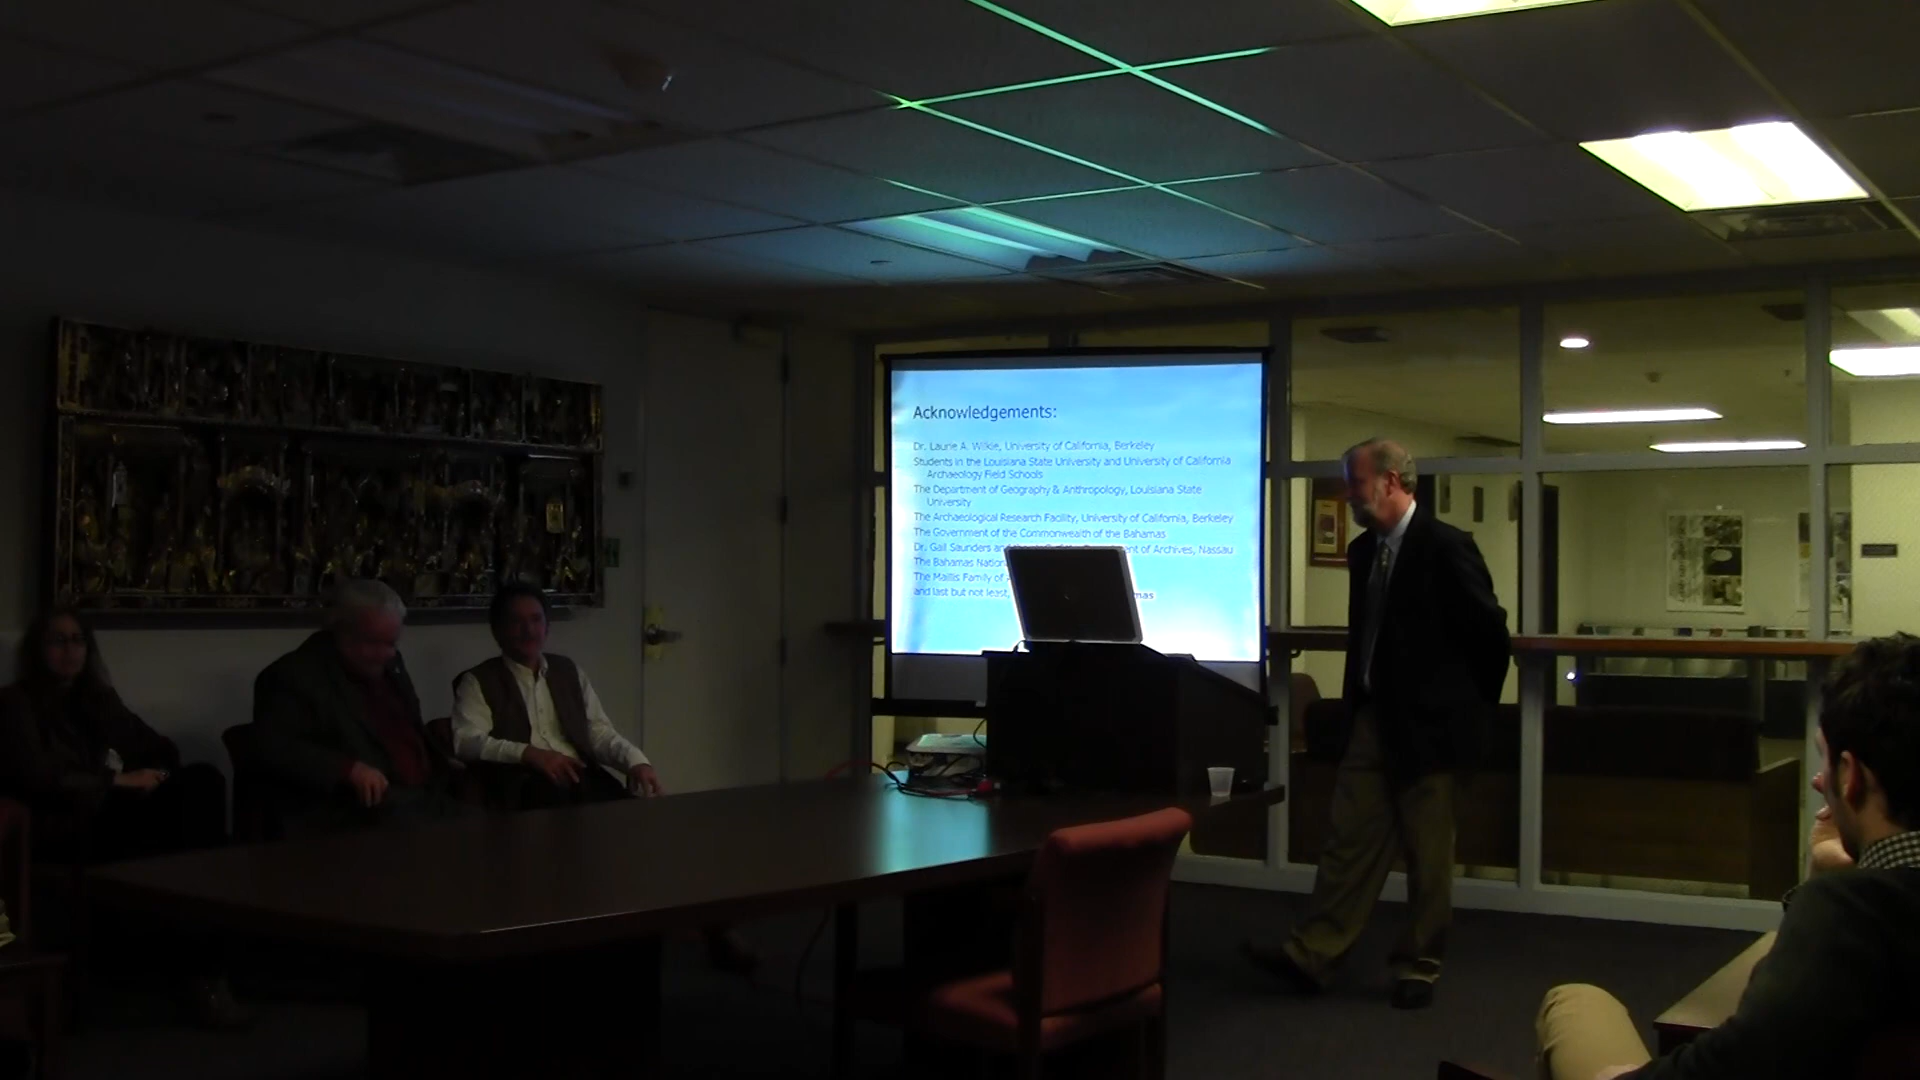 Acknowledgements:
Dr. Laurie A. Wilkie, University of California, Berkeley
Students in the Louisiana State University and University of California
Archaeology Field Schools
The Department of Geography & Anthropology, Louisiana State
University
The Archaeological Research Facility, University of California, Berkeley
The Government of the Commonwealth of the Bahamas
Dr. Gail Saunders and of Archives, Nassau
The Bahamas
The Maillis Family of
and last but not least,